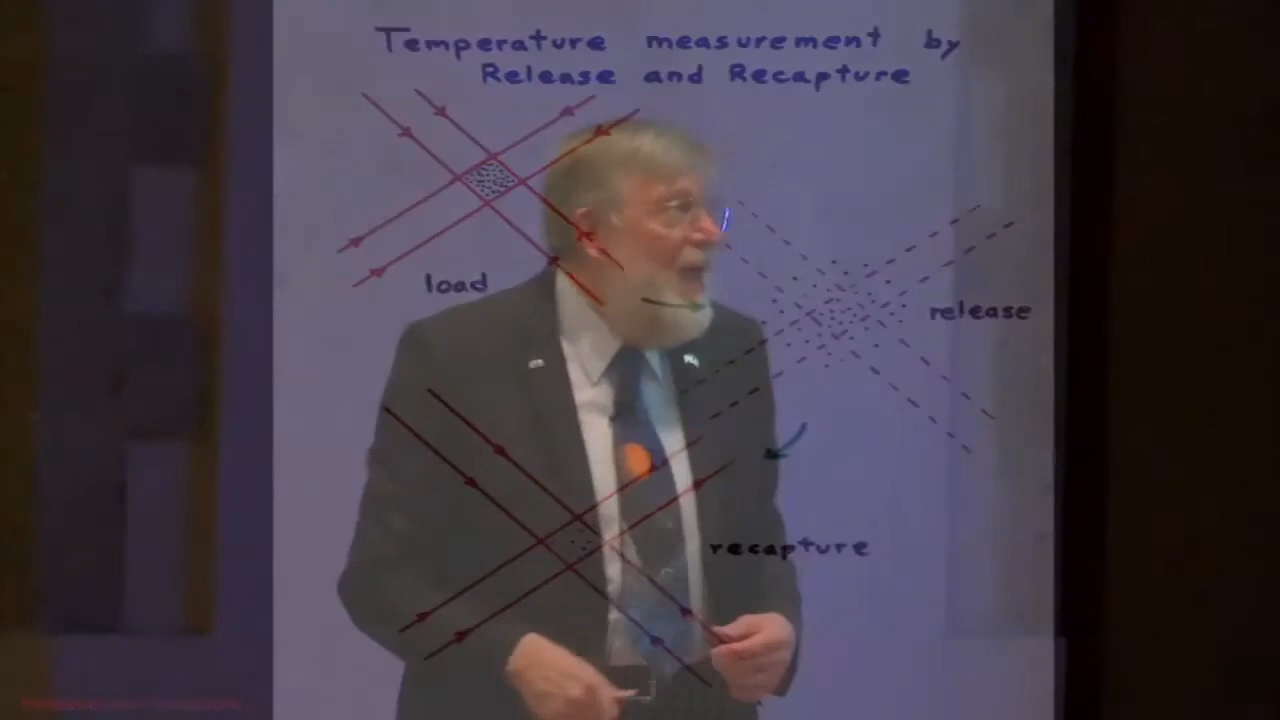 Temperature measurement by
Release and Recapture
load
release
recapture